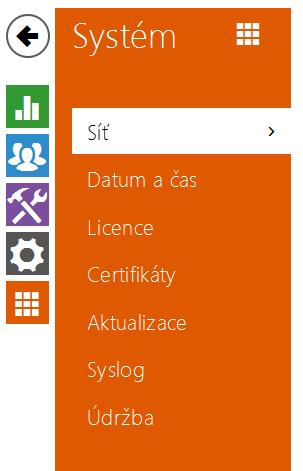 Systém
Síť
Datum a čas
Licence
Certifikáty
Aktualizace
Syslog
Údržba